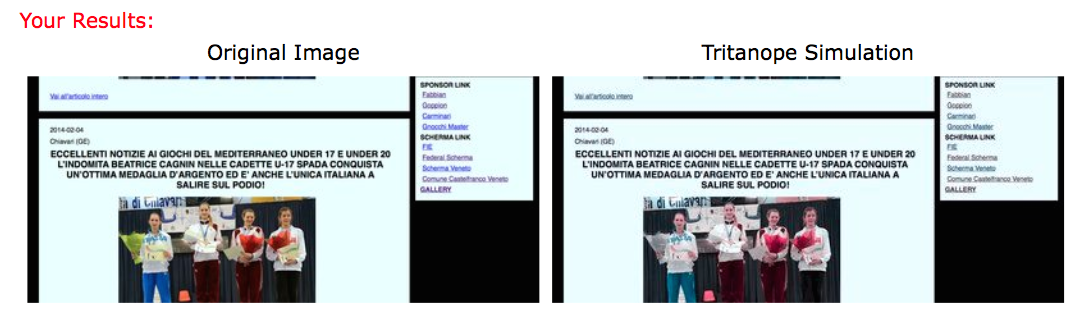 Your Results:
Original Image
Tritanope Simulation
Vai all'articolo intero
SPONSOR LINK
Fabbian
Goppion
Carminari
Gnocchi Master
SCHERMA LINK
FIE
Federal Scherma
Scherma Veneto
Comune Castelfranco Veneto
GALLERY
2014-02-04
Chiavari (GE)
ECCELLENTI NOTIZIE AI GIOCHI DEL MEDITERRANEO UNDER 17 E UNDER 20
L'INDOMITA BEATRICE CAGNIN NELLE CADETTE U-17 SPADA CONQUISTA
UN'OTTIMA MEDAGLIA D'ARGENTO ED E' ANCHE L'UNICA ITALIANA A
SALIRE SUL PODIO!
di Chiavari
Vai all'articolo intero
SPONSOR LINK
Fabbian
Goppion
Carminari
Gnocchi Master
SCHERMA LINK
FIE
Federal Scherma
Scherma Veneto
Comune Castelfranco Veneto
GALLERY
2014-02-04
Chiavari (GE)
ECCELLENTI NOTIZIE AI GIOCHI DEL MEDITERRANEO UNDER 17 E UNDER 20
L'INDOMITA BEATRICE CAGNIN NELLE CADETTE U-17 SPADA CONQUISTA
UN'OTTIMA MEDAGLIA D'ARGENTO ED E' ANCHE L'UNICA ITALIANA A
SALIRE SUL PODIO!
di Chiavari